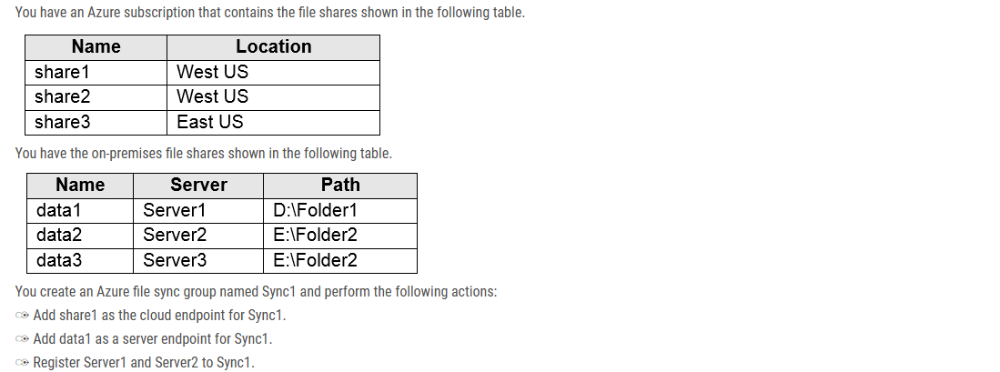 You have an Azure subscription that contains the file shares shown in the following table.
Name Location
share1 West US
share2 West US
share3 East US
You have the on-premises file shares shown in the following table.
Name Server Path
data1 Server1 D:\Folder1
data2 Server2 E:\Folder2
data3 Server3 E:\Folder2
You create an Azure file sync group named Sync1 and perform the following actions:
Add share1 as the cloud endpoint for Sync1.
Add data1 as a server endpoint for Sync1.
Register Server1 and Server2 to Sync1.